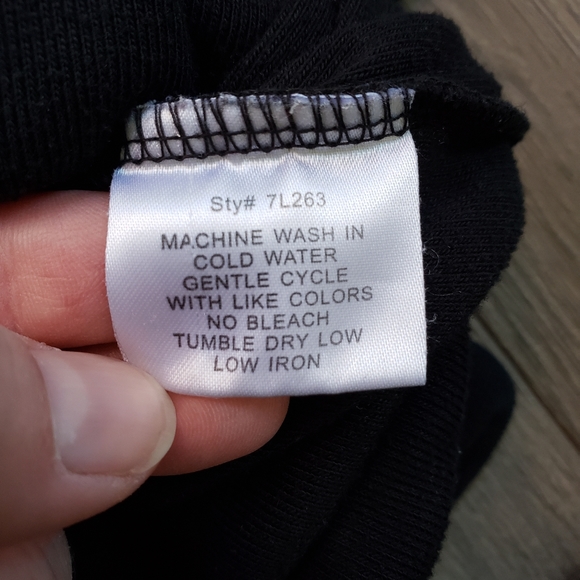 Sty# 7L263
MACHINE WASH IN
COLD WATER
GENTLE CYCLE
WITH LIKE COLORS
NO BLEACH
TUMBLE DRY LOW
LOW IRON